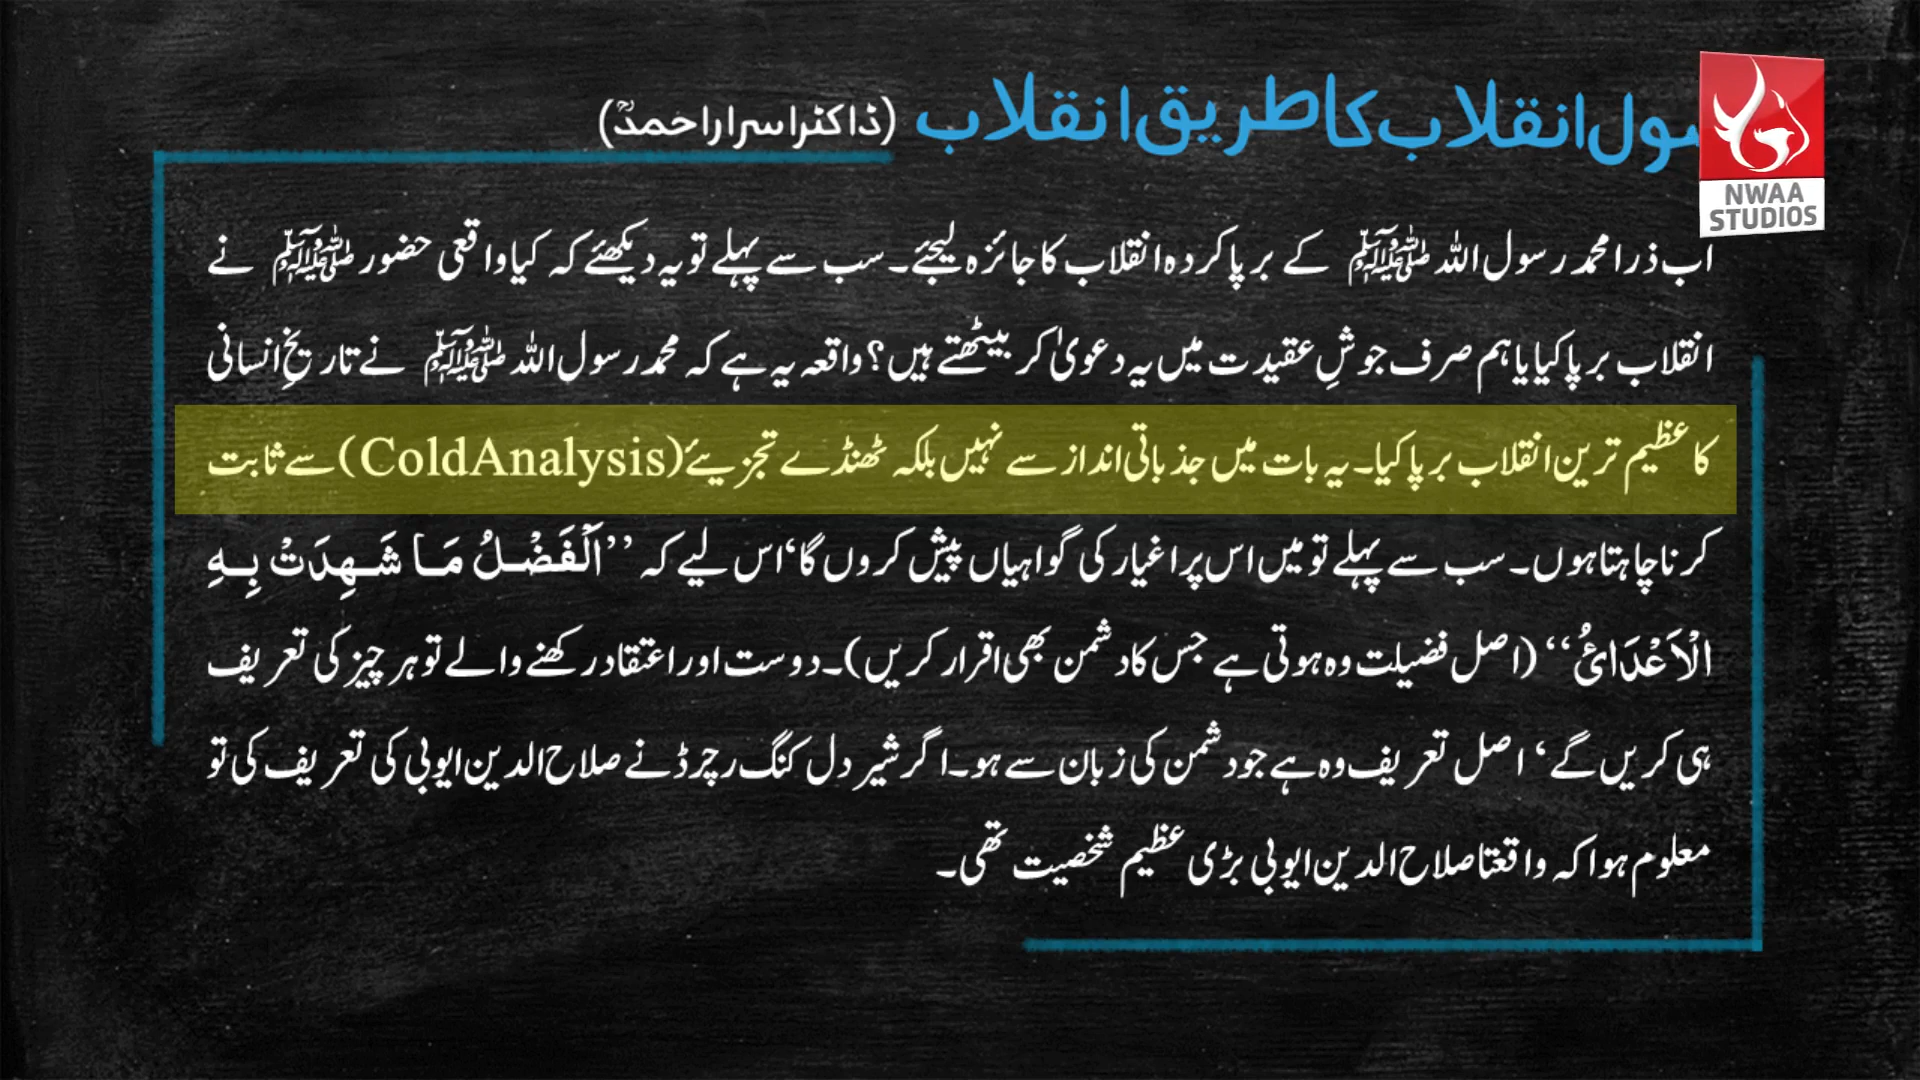 سول انقلاب کا طریق انقلاب (ڈاکٹر اسرار احمدؒ)
NWAA
STUDIOS
اب ذرا محمد رسول اللہ ﷺ کے برپا کردہ انقلاب کا جائزہ لیجئے۔ سب سے پہلے تو یہ دیکھئے کہ کیا واقعی حضور ﷺ نے
انقلاب برپا کیا یا ہم صرف جوشِ عقیدت میں یہ دعویٰ کر بیٹھتے ہیں؟ واقعہ یہ ہے کہ محمد رسول اللہ ﷺ نے تاریخِ انسانی
کا عظیم ترین انقلاب برپا کیا۔ یہ بات میں جذباتی انداز سے نہیں بلکہ ٹھنڈے تجزیئے (Cold Analysis) سے ثابت
کرنا چاہتا ہوں۔ سب سے پہلے تو میں اس پر اغیار کی گواہیاں پیش کروں گا‘ اس لیے کہ ’’اَلْفَضْلُ مَا شَھِدَتْ بِہِ
الْاَعْدَائُ‘‘ (اصل فضیلت وہ ہوتی ہے جس کا دشمن بھی اقرار کریں)۔ دوست اور اعتقاد رکھنے والے تو ہر چیز کی تعریف
ہی کریں گے‘ اصل تعریف وہ ہے جو دشمن کی زبان سے ہو۔ اگر شیر دل کنگ رچرڈ نے صلاح الدین ایوبی کی تعریف کی تو
معلوم ہوا کہ واقعتا صلاح الدین ایوبی بڑی عظیم شخصیت تھی۔